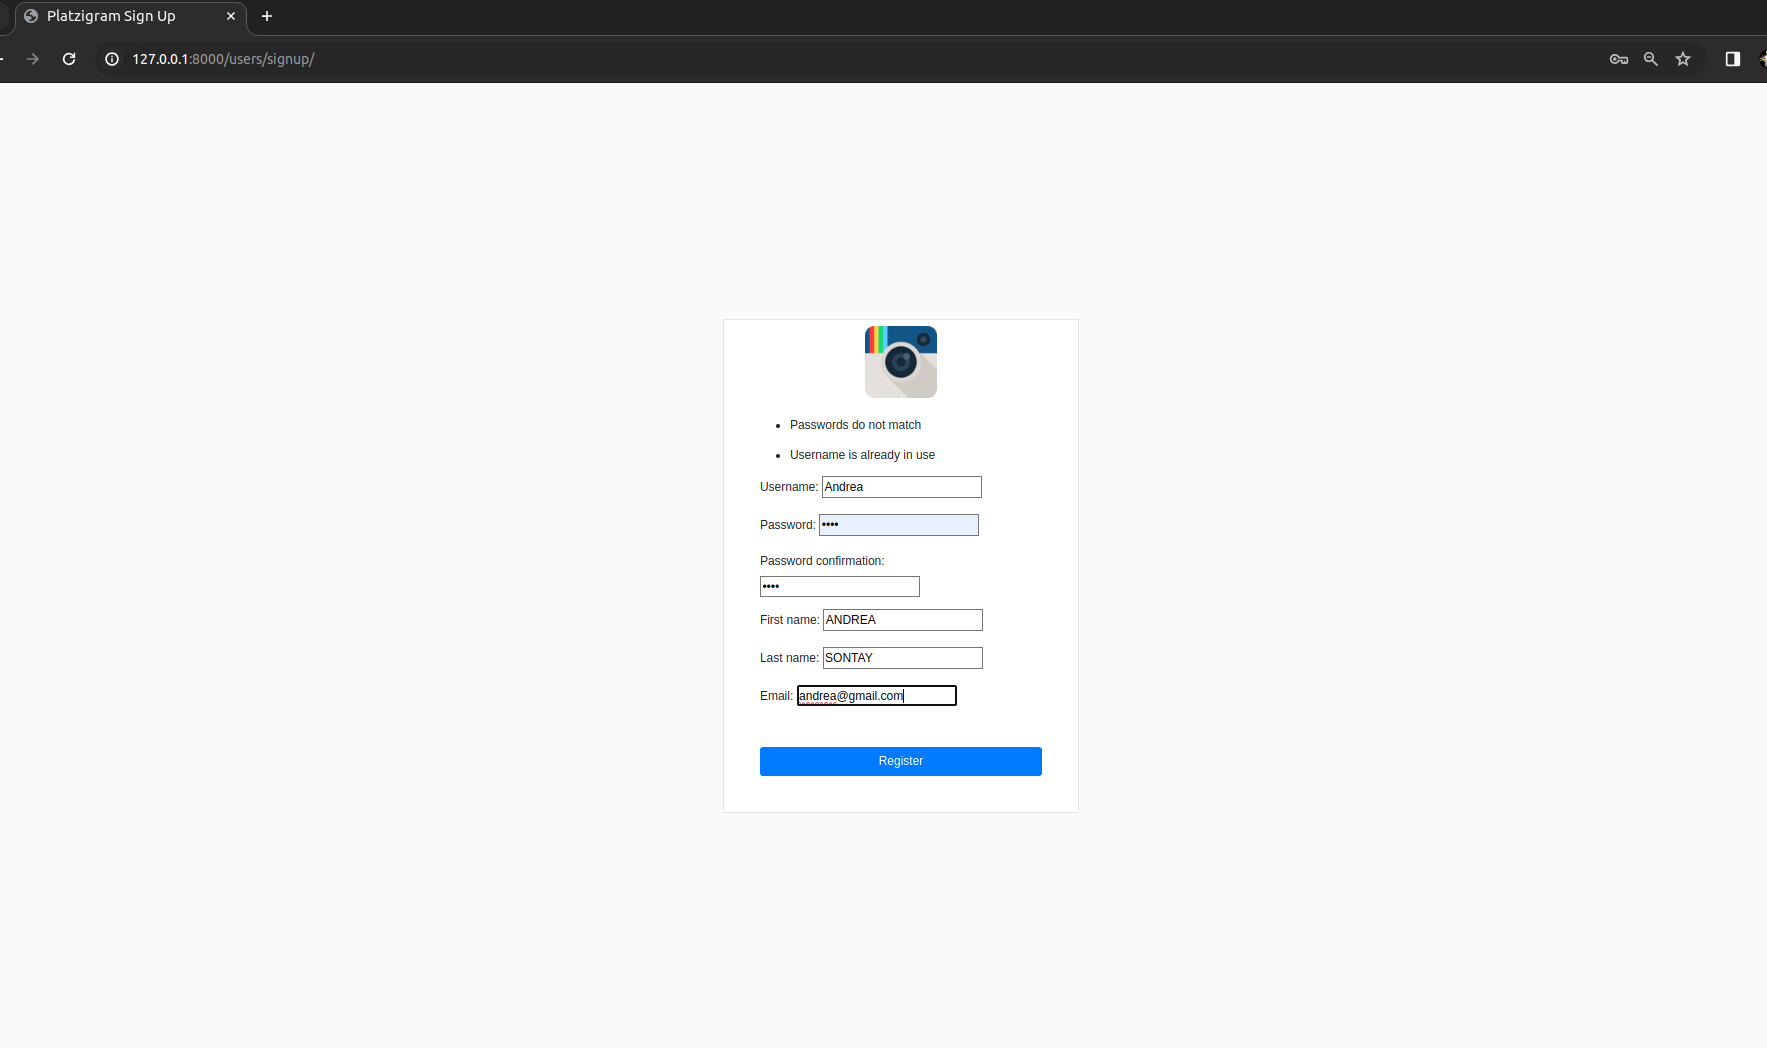 Platzigram Sign Up
127.0.0.1:8000/users/signup/
Passwords do not match
Username is already in use
Username: Andrea
Password: ••••
Password confirmation:
••••
First name: ANDREA
Last name: SONTAY
Email: andrea@gmail.com
Register